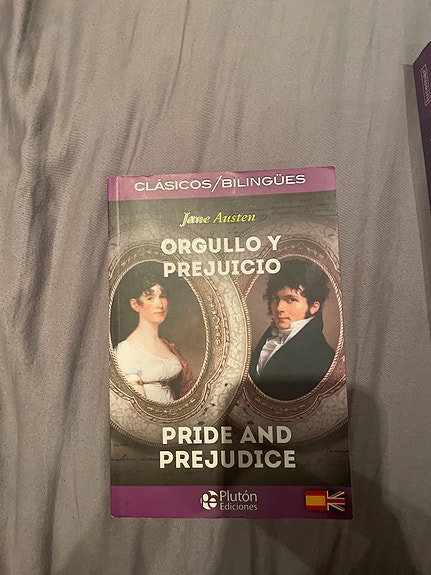 CLÁSICOS/BILINGÜES
Jane Austen
ORGULLO Y
PREJUICIO
PRIDE AND
PREJUDICE
Plutón
Ediciones